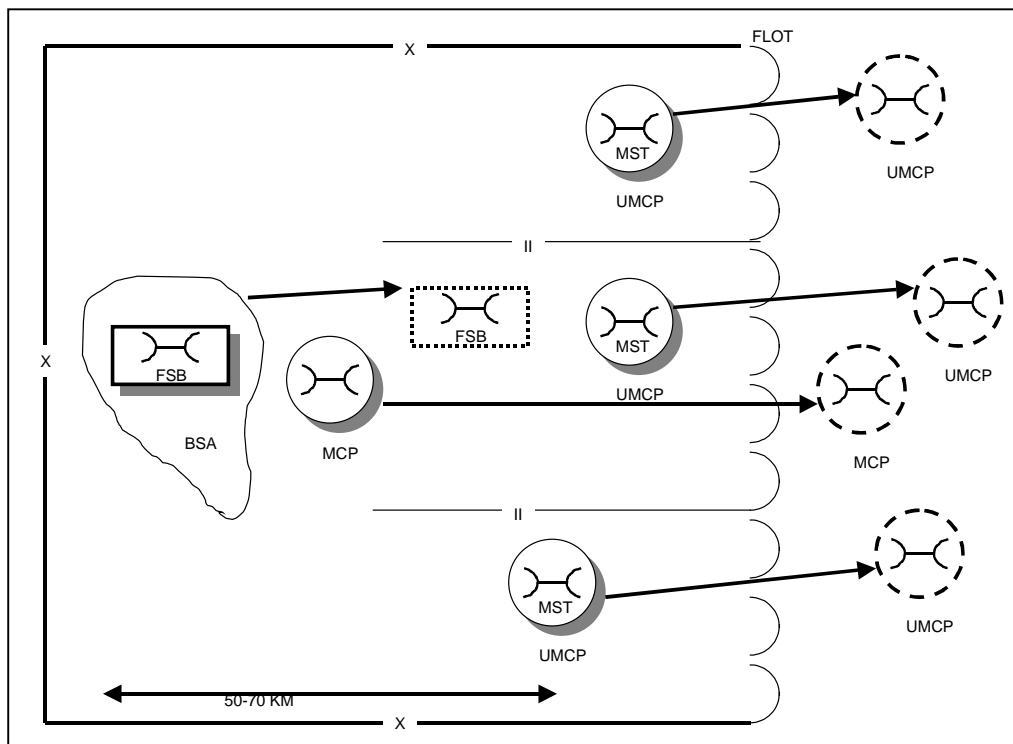 FLOT
X
MST
UMCP
UMCP
II
FSB
MST
FSB
X
UMCP
UMCP
BSA
MCP
MCP
II
MST
UMCP
UMCP
50-70 KM
X